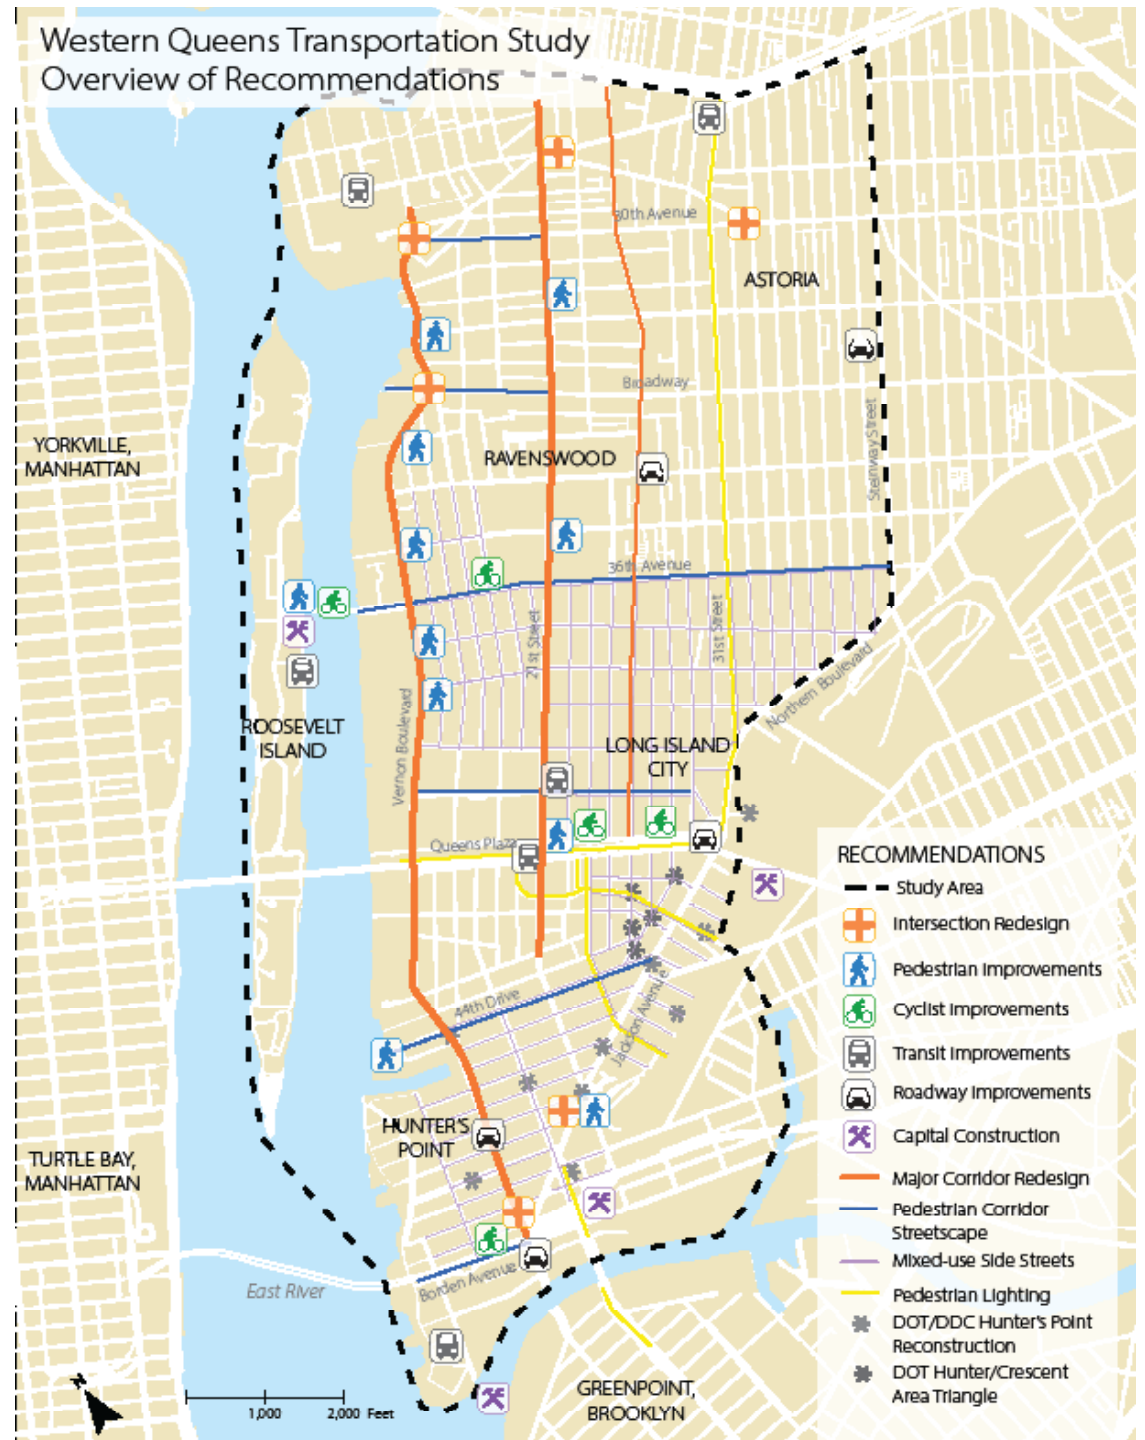 Western Queens Transportation Study
Overview of Recommendations
30th Avenue
ASTORIA
Broadway
YORKVILLE,
MANHATTAN
RAVENSWOOD
Steinway Street
36th Avenue
21st Street
31st Street
Northern Boulevard
ROOSEVELT
ISLAND
Vernon Boulevard
LONG ISLAND
CITY
Queens Plaza
44th Drive
Jackson Avenue
HUNTER'S
POINT
TURTLE BAY,
MANHATTAN
East River
Borden Avenue
GREENPOINT,
BROOKLYN
N
1,000
2,000 Feet
RECOMMENDATIONS
Study Area
Intersection Redesign
Pedestrian Improvements
Cyclist Improvements
Transit Improvements
Roadway Improvements
Capital Construction
Major Corridor Redesign
Pedestrian Corridor
Streetscape
Mixed-use Side Streets
Pedestrian Lighting
DOT/DDC Hunter's Point
Reconstruction
DOT Hunter/Crescent
Area Triangle